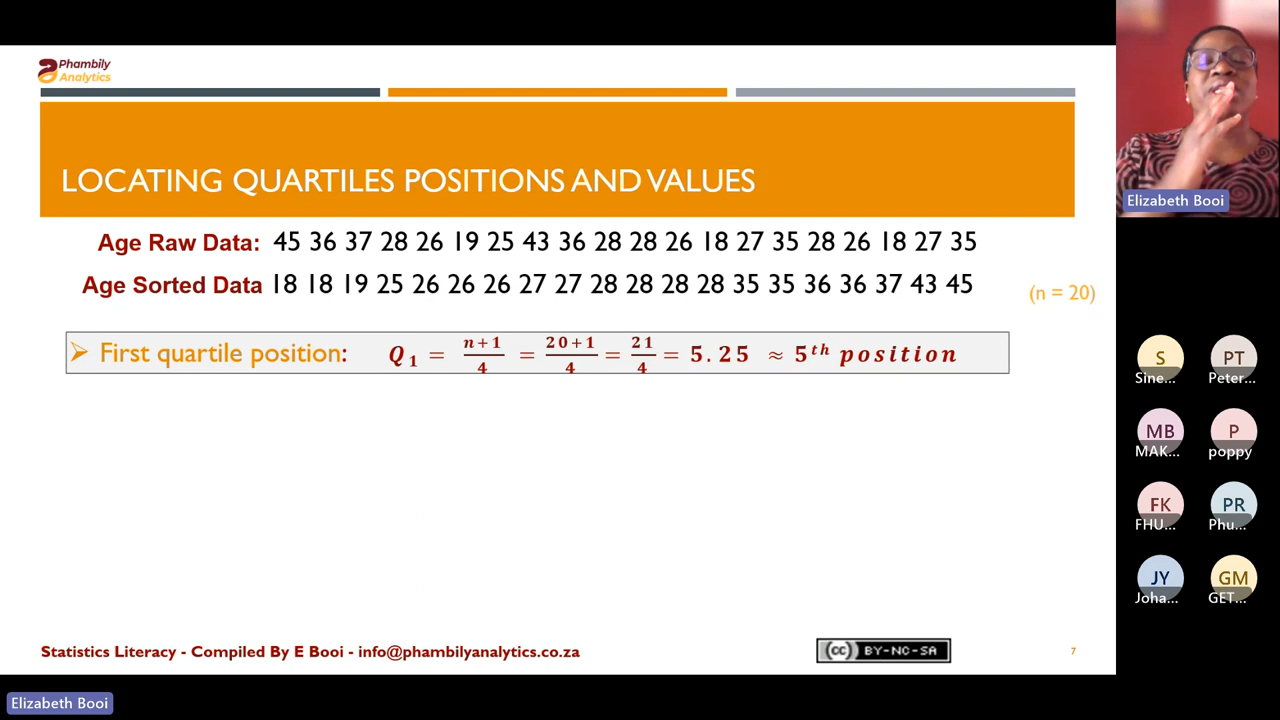 Phambily
Analytics
LOCATING QUARTILES POSITIONS AND VALUES
Age Raw Data: 45 36 37 28 26 19 25 43 36 28 28 26 18 27 35 28 26 18 27 35
Age Sorted Data 18 18 19 25 26 26 26 27 27 28 28 28 28 35 35 36 36 37 43 45
(n = 20)
➢ First quartile position: Q₁ = n+1/4 = 20+1/4 = 21/4 = 5.25 ≈ 5ᵗʰ position
Statistics Literacy - Compiled By E Booi - info@phambilyanalytics.co.za
cc BY-NC-SA
7
Elizabeth Booi
Elizabeth Booi
S
Sine...
PT
Peter...
MB
MAK...
P
poppy
FK
FHU...
PR
Phu...
JY
Joha...
GM
GET...